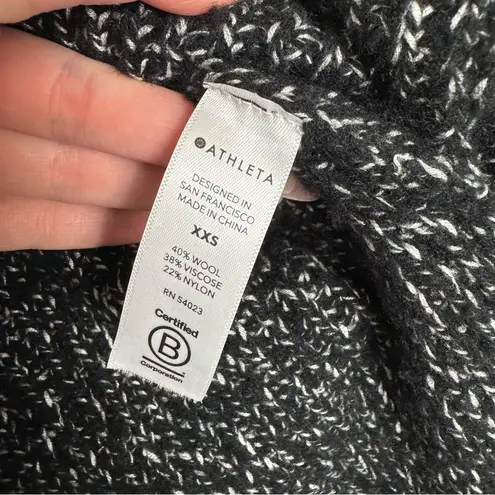 ATHLETA
DESIGNED IN
SAN FRANCISCO
MADE IN CHINA
XXS
40% WOOL
38% VISCOSE
22% NYLON
RN 54023
Certified
B
Corporation